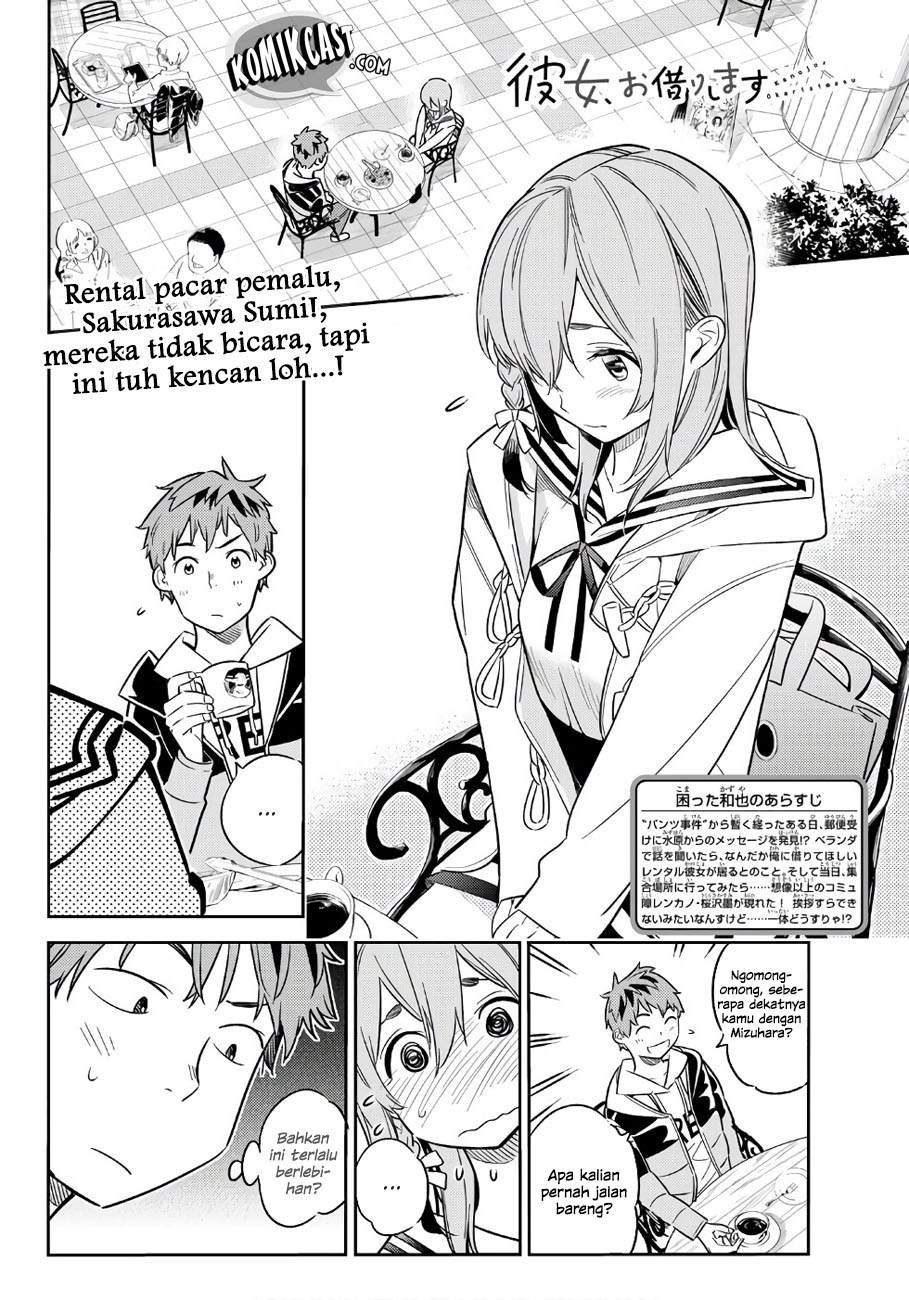 KOMIKCAST
.COM
彼女、お借りします
Rental pacar pemalu,
Sakurasawa Sumi!,
mereka tidak bicara, tapi
ini tuh kencan loh...!
...
困った和也のあらすじ
“パンツ事件”から暫く経ったある日、郵便受
けに水原からのメッセージを発見!? ベランダ
で話を聞いたら、なんだか俺に借りてほしい
レンタル彼女が居るとのこと。そして当日、集
合場所に行ってみたら……想像以上のコミュ
障レンカノ・桜沢墨が現れた！ 挨拶すらでき
ないみたいなんすけど……一体どうすりゃ!?
Ngomong-
omong, sebe-
rapa dekatnya
kamu dengan
Mizuhara?
Apa kalian
pernah jalan
bareng?
...
Bahkan
ini terlalu
berlebi-
han?